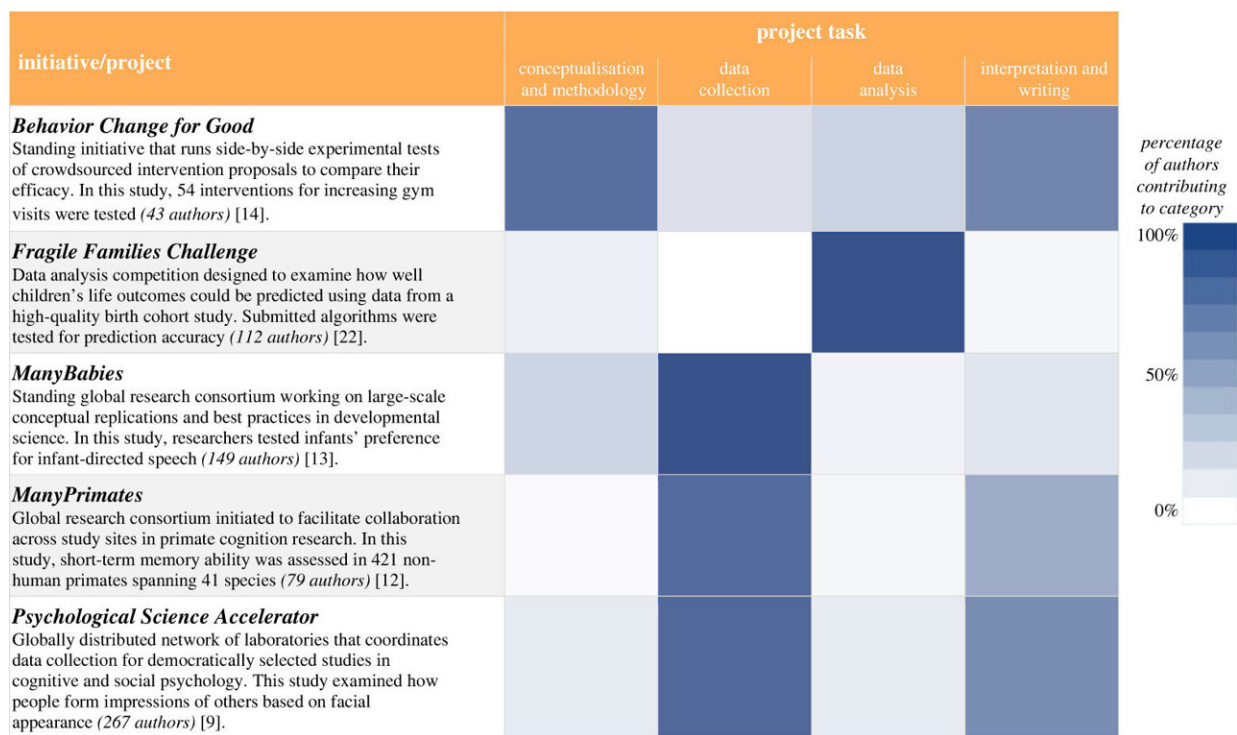 initiative/project
project task
conceptualisation and methodology
data collection
data analysis
interpretation and writing
Behavior Change for Good
Standing initiative that runs side-by-side experimental tests
of crowdsourced intervention proposals to compare their
efficacy. In this study, 54 interventions for increasing gym
visits were tested (43 authors) [14].
Fragile Families Challenge
Data analysis competition designed to examine how well
children’s life outcomes could be predicted using data from a
high-quality birth cohort study. Submitted algorithms were
tested for prediction accuracy (112 authors) [22].
ManyBabies
Standing global research consortium working on large-scale
conceptual replications and best practices in developmental
science. In this study, researchers tested infants’ preference
for infant-directed speech (149 authors) [13].
ManyPrimates
Global research consortium initiated to facilitate collaboration
across study sites in primate cognition research. In this
study, short-term memory ability was assessed in 421 non-
human primates spanning 41 species (79 authors) [12].
Psychological Science Accelerator
Globally distributed network of laboratories that coordinates
data collection for democratically selected studies in
cognitive and social psychology. This study examined how
people form impressions of others based on facial
appearance (267 authors) [9].
percentage
of authors
contributing
to category
100%
50%
0%